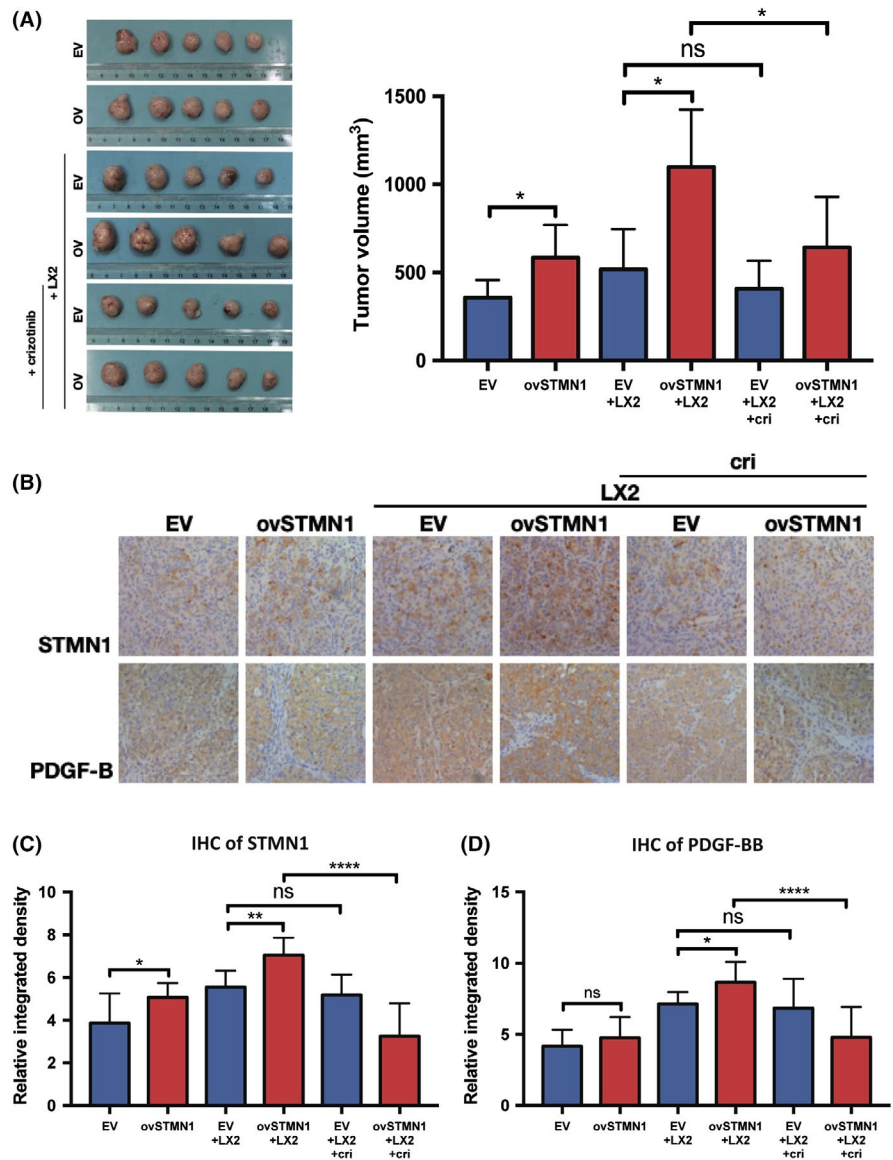 (A)
EV
OV
EV
OV
EV
OV
+ LX2
+ crizotinib
Tumor volume (mm³)
1500
1000
500
0
*
*
ns
*
EV
ovSTMN1
EV
+LX2
ovSTMN1
+LX2
EV
+LX2
+cri
ovSTMN1
+LX2
+cri
(B)
cri
LX2
EV ovSTMN1 EV ovSTMN1 EV ovSTMN1
STMN1
PDGF-B
(C)
IHC of STMN1
Relative integrated density
10
8
6
4
2
0
*
**
ns
****
EV
ovSTMN1
EV
+LX2
ovSTMN1
+LX2
EV
+LX2
+cri
ovSTMN1
+LX2
+cri
(D)
IHC of PDGF-BB
Relative integrated density
15
10
5
0
ns
*
ns
****
EV
ovSTMN1
EV
+LX2
ovSTMN1
+LX2
EV
+LX2
+cri
ovSTMN1
+LX2
+cri